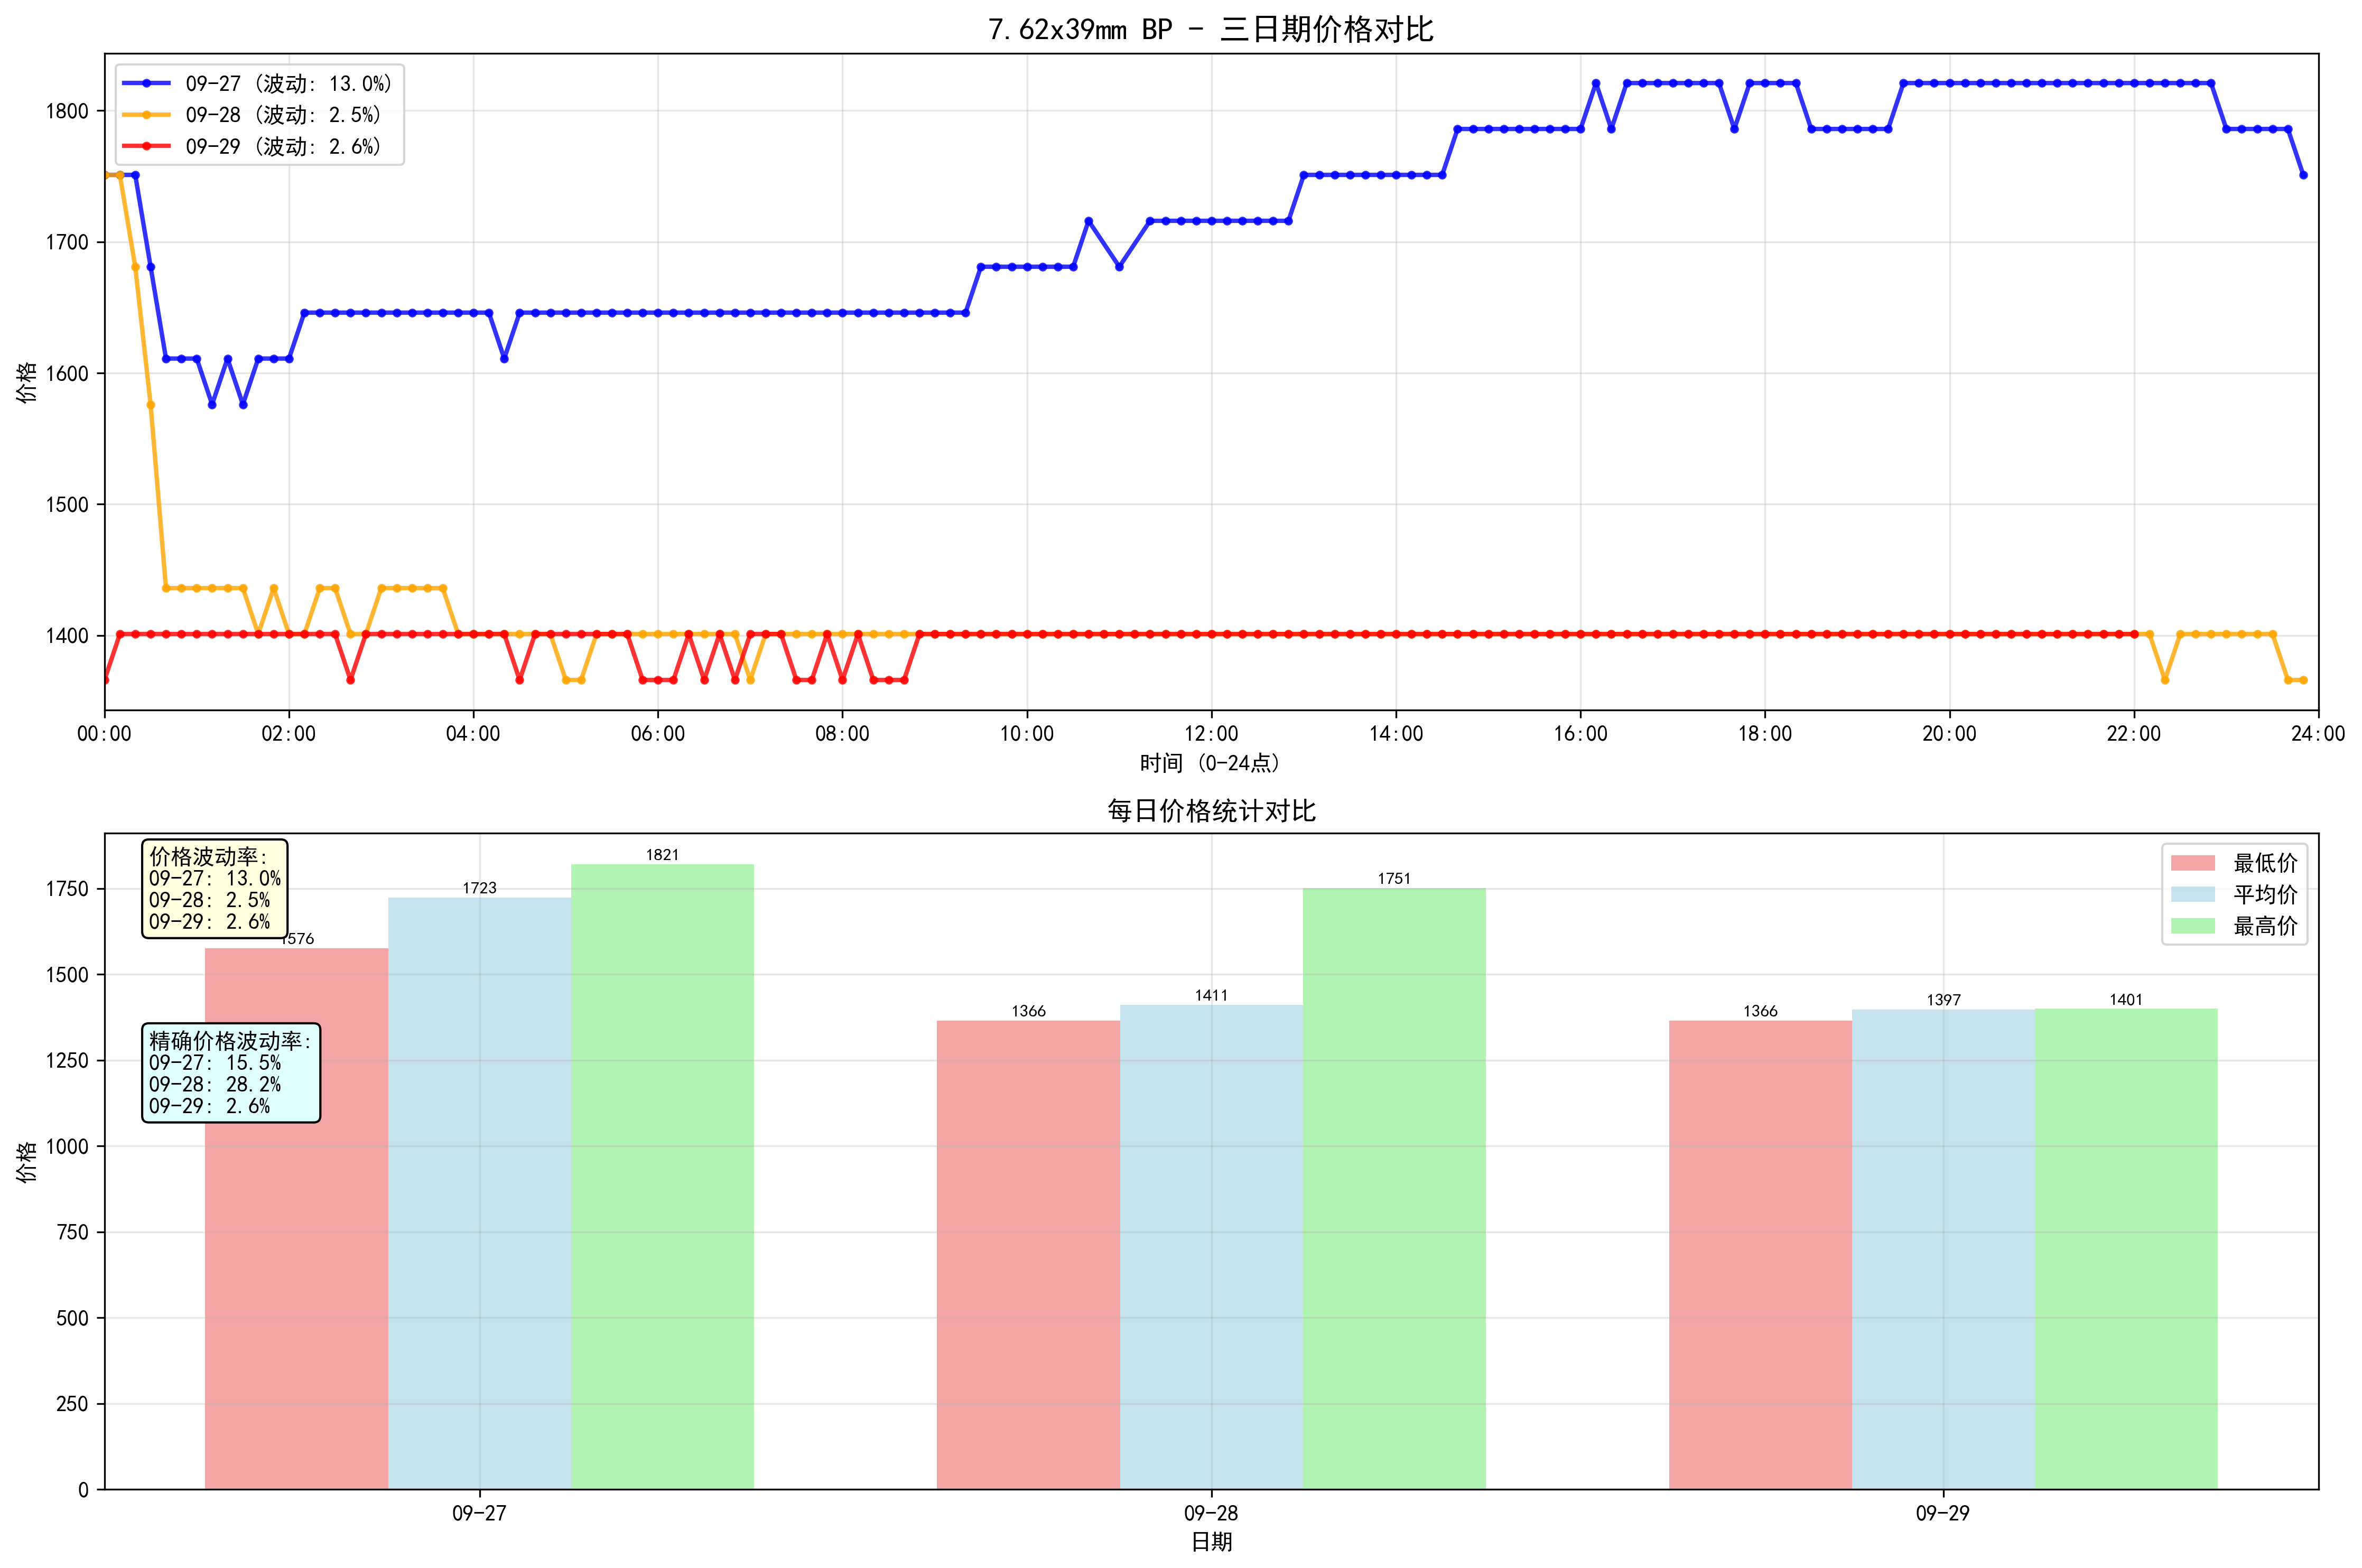 7.62x39mm BP - 三日期价格对比
09-27 (波动: 13.0%)
09-28 (波动: 2.5%)
09-29 (波动: 2.6%)
价格
1800
1700
1600
1500
1400
00:00 02:00 04:00 06:00 08:00 10:00 12:00 14:00 16:00 18:00 20:00 22:00 24:00
时间 (0-24点)
每日价格统计对比
价格波动率:
09-27: 13.0%
09-28: 2.5%
09-29: 2.6%
精确价格波动率:
09-27: 15.5%
09-28: 28.2%
09-29: 2.6%
最低价
平均价
最高价
1576 1723 1821
1366 1411 1751
1366 1397 1401
价格
1750
1500
1250
1000
750
500
250
0
09-27 09-28 09-29
日期